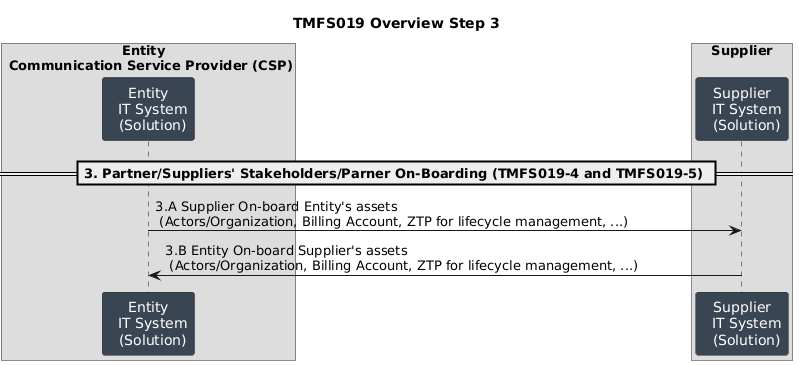 TMFS019 Overview Step 3
Entity
Communication Service Provider (CSP)
Supplier
Entity
IT System
(Solution)
Supplier
IT System
(Solution)
3. Partner/Suppliers' Stakeholders/Parner On-Boarding (TMFS019-4 and TMFS019-5)
3.A Supplier On-board Entity's assets
(Actors/Organization, Billing Account, ZTP for lifecycle management, ...)
3.B Entity On-board Supplier's assets
(Actors/Organization, Billing Account, ZTP for lifecycle management, ...)
Entity
IT System
(Solution)
Supplier
IT System
(Solution)